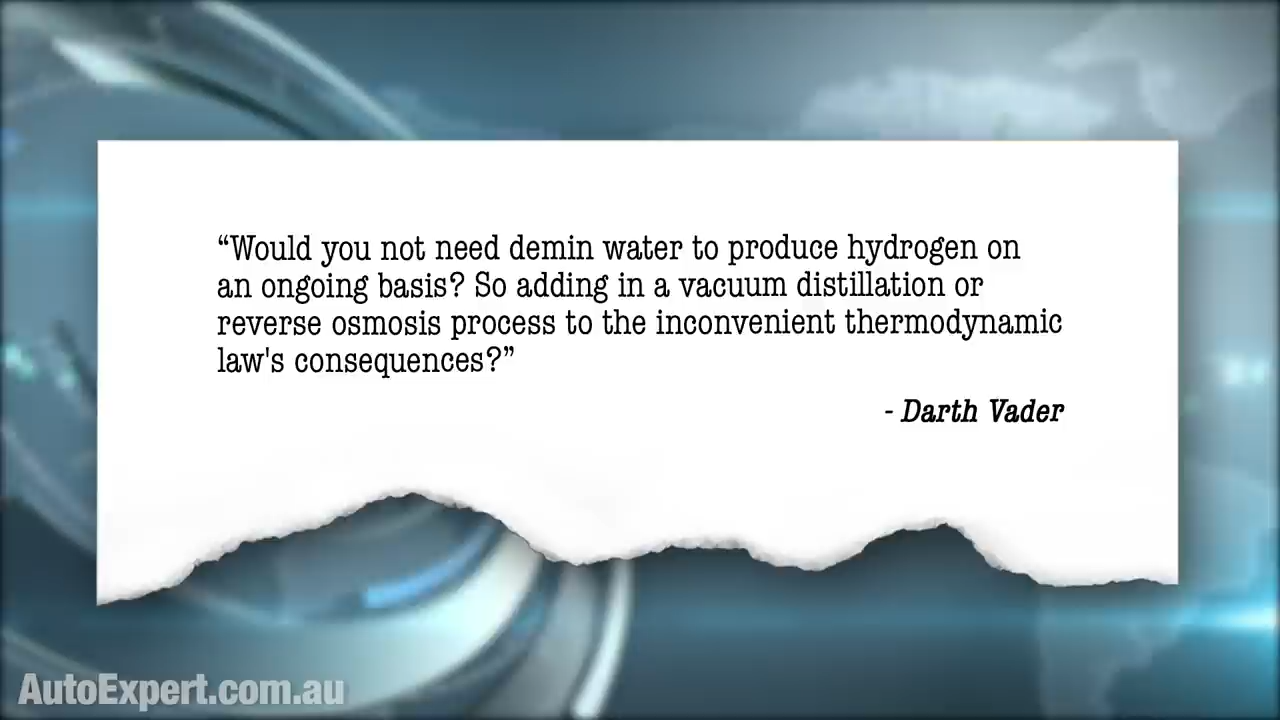 “Would you not need demin water to produce hydrogen on
an ongoing basis? So adding in a vacuum distillation or
reverse osmosis process to the inconvenient thermodynamic
law's consequences?”
- Darth Vader
AutoExpert.com.au